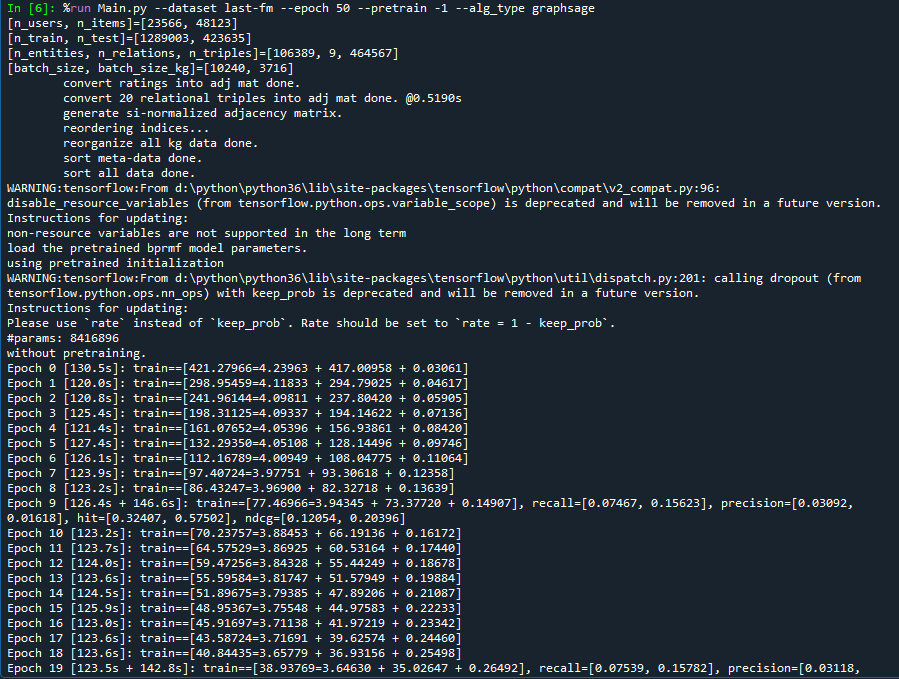 In [6]: %run Main.py --dataset last-fm --epoch 50 --pretrain -1 --alg_type graphsage
[n_users, n_items]=[23566, 48123]
[n_train, n_test]=[1289003, 423635]
[n_entities, n_relations, n_triples]=[106389, 9, 464567]
[batch_size, batch_size_kg]=[10240, 3716]
convert ratings into adj mat done.
convert 20 relational triples into adj mat done. @0.5190s
generate si-normalized adjacency matrix.
reordering indices...
reorganize all kg data done.
sort meta-data done.
sort all data done.
WARNING:tensorflow:From d:\python\python36\lib\site-packages\tensorflow\python\compat\v2_compat.py:96:
disable_resource_variables (from tensorflow.python.ops.variable_scope) is deprecated and will be removed in a future version.
Instructions for updating:
non-resource variables are not supported in the long term
load the pretrained bprmf model parameters.
using pretrained initialization
WARNING:tensorflow:From d:\python\python36\lib\site-packages\tensorflow\python\util\dispatch.py:201: calling dropout (from
tensorflow.python.ops.nn_ops) with keep_prob is deprecated and will be removed in a future version.
Instructions for updating:
Please use `rate` instead of `keep_prob`. Rate should be set to `rate = 1 - keep_prob`.
#params: 8416896
without pretraining.
Epoch 0 [130.5s]: train==[421.27966=4.23963 + 417.00958 + 0.03061]
Epoch 1 [120.0s]: train==[298.95459=4.11833 + 294.79025 + 0.04617]
Epoch 2 [120.8s]: train==[241.96144=4.09811 + 237.80420 + 0.05905]
Epoch 3 [125.4s]: train==[198.31125=4.09337 + 194.14622 + 0.07136]
Epoch 4 [121.4s]: train==[161.07652=4.05396 + 156.93861 + 0.08420]
Epoch 5 [127.4s]: train==[132.29350=4.05108 + 128.14496 + 0.09746]
Epoch 6 [126.1s]: train==[112.16789=4.00949 + 108.04775 + 0.11064]
Epoch 7 [123.9s]: train==[97.40724=3.97751 + 93.30618 + 0.12358]
Epoch 8 [123.2s]: train==[86.43247=3.96900 + 82.32718 + 0.13639]
Epoch 9 [126.4s + 146.6s]: train==[77.46966=3.94345 + 73.37720 + 0.14907], recall=[0.07467, 0.15623], precision=[0.03092,
0.01618], hit=[0.32407, 0.57502], ndcg=[0.12054, 0.20396]
Epoch 10 [123.2s]: train==[70.23757=3.88453 + 66.19136 + 0.16172]
Epoch 11 [123.7s]: train==[64.57529=3.86925 + 60.53164 + 0.17440]
Epoch 12 [124.0s]: train==[59.47256=3.84328 + 55.44249 + 0.18678]
Epoch 13 [123.6s]: train==[55.59584=3.81747 + 51.57949 + 0.19884]
Epoch 14 [124.5s]: train==[51.89675=3.79385 + 47.89206 + 0.21087]
Epoch 15 [125.9s]: train==[48.95367=3.75548 + 44.97583 + 0.22233]
Epoch 16 [123.0s]: train==[45.91697=3.71138 + 41.97219 + 0.23342]
Epoch 17 [123.6s]: train==[43.58724=3.71691 + 39.62574 + 0.24460]
Epoch 18 [123.6s]: train==[40.84435=3.65779 + 36.93156 + 0.25498]
Epoch 19 [123.5s + 142.8s]: train==[38.93769=3.64630 + 35.02647 + 0.26492], recall=[0.07539, 0.15782], precision=[0.03118,